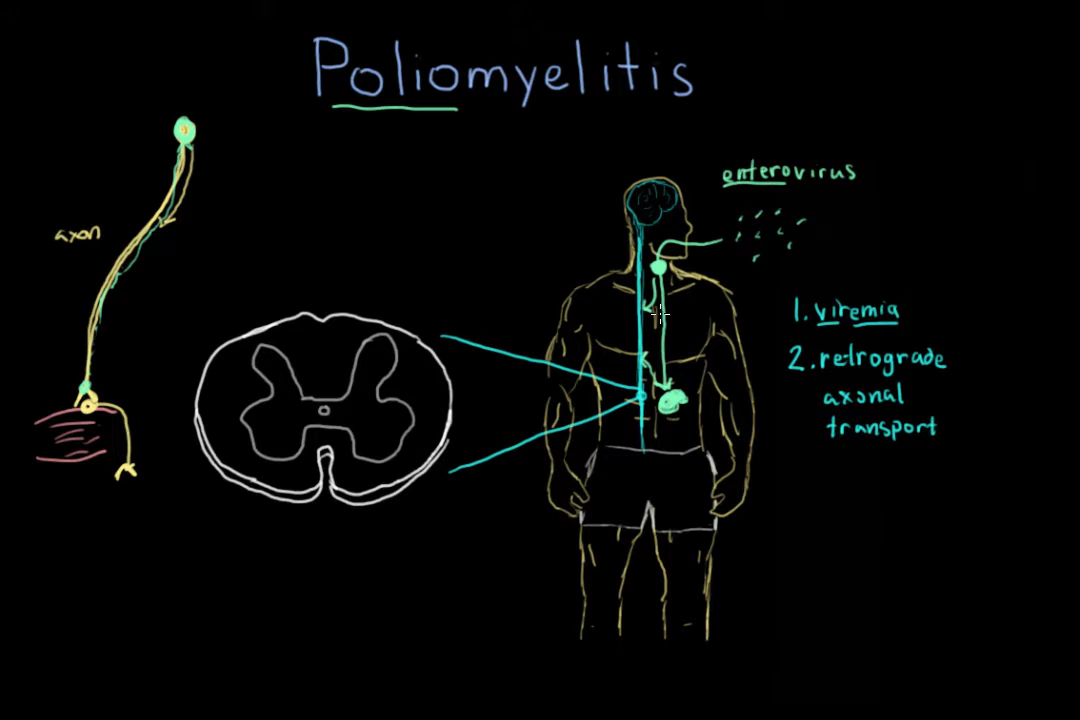 Poliomyelitis
enterovirus
axon
1. viremia
2. retrograde
axonal
transport